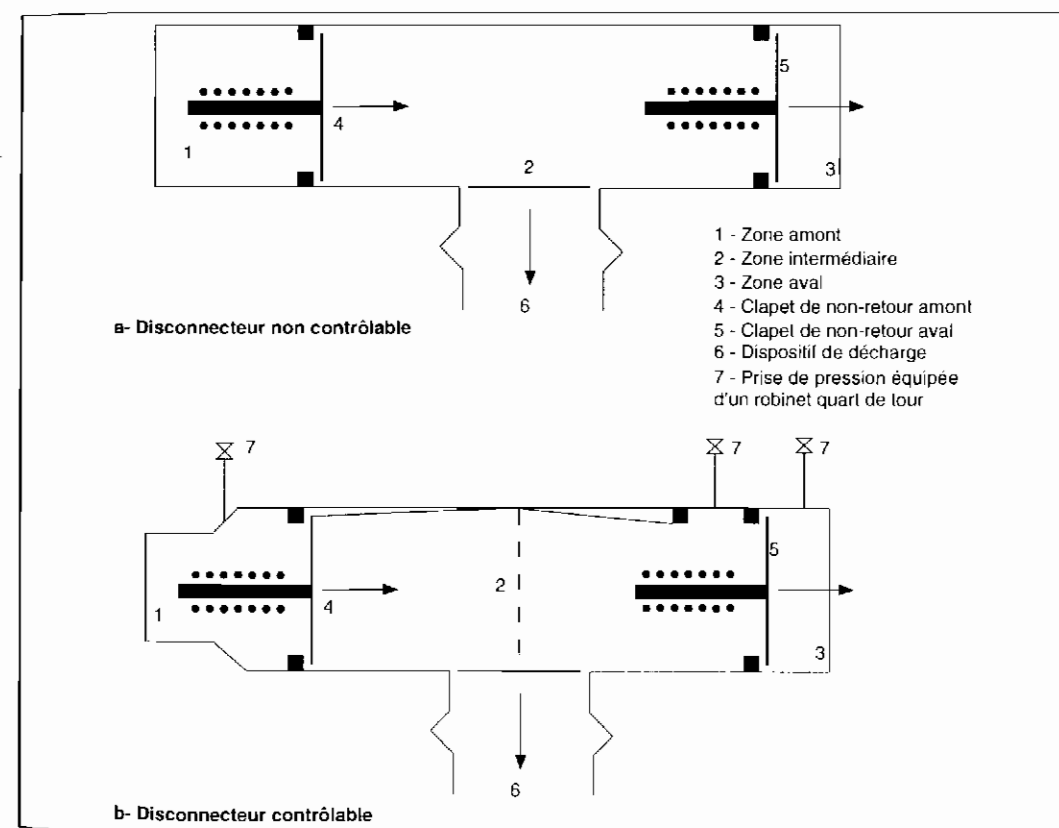 5
4
1
2
3
1 - Zone amont
2 - Zone intermédiaire
3 - Zone aval
4 - Clapet de non-retour amont
5 - Clapet de non-retour aval
6 - Dispositif de décharge
7 - Prise de pression équipée
d'un robinet quart de tour
6
a- Disconnecteur non contrôlable
7
7
7
5
2
4
1
3
6
b- Disconnecteur contrôlable